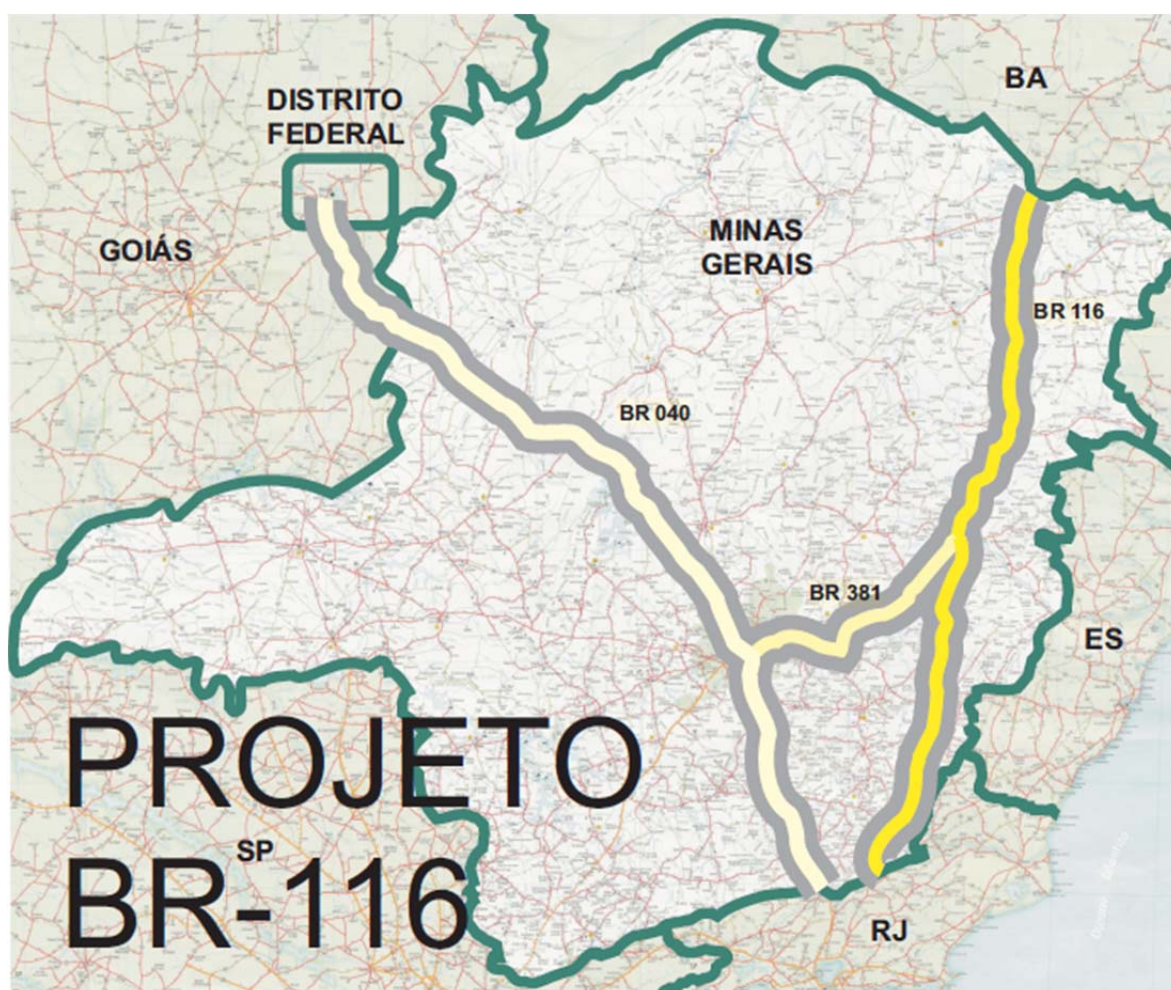 BA
DISTRITO
FEDERAL
GOIÁS
MINAS
GERAIS
BR 116
BR 040
BR 381
ES
PROJETO
SP
BR-116
RJ